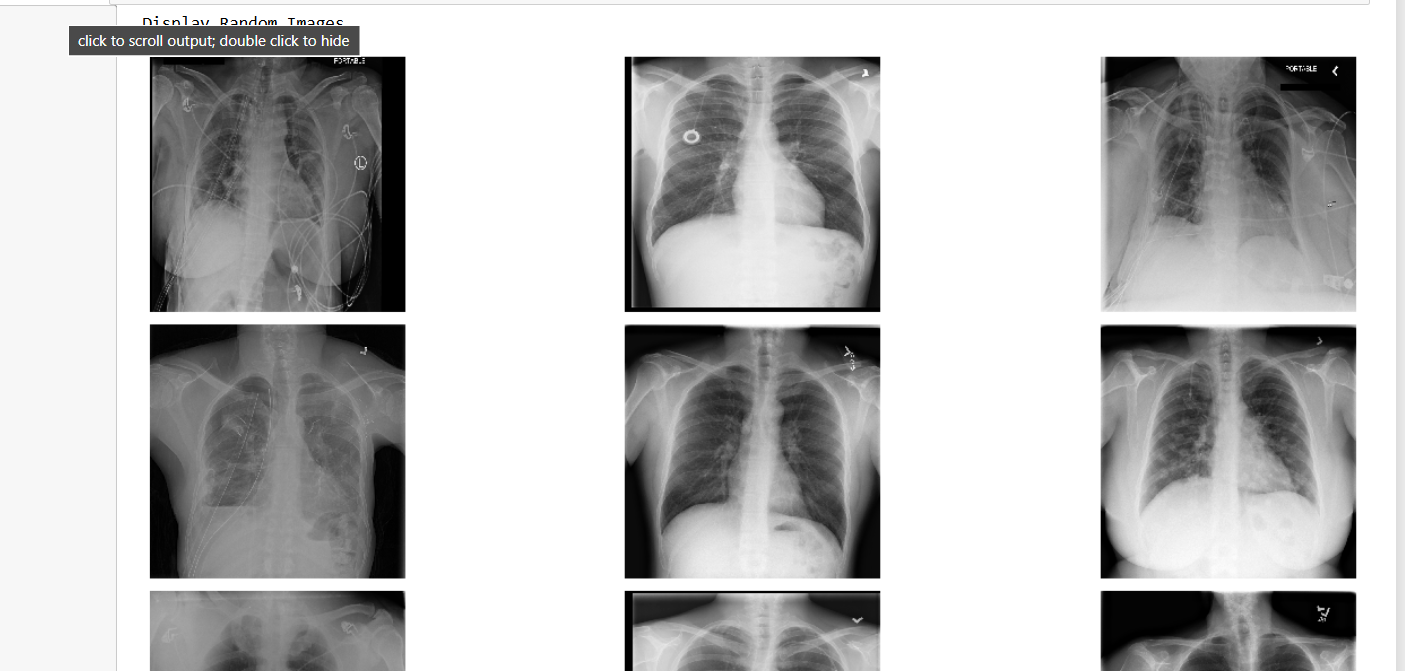 Display Random Images
click to scroll output; double click to hide
PORTABLE
PORTABLE
L